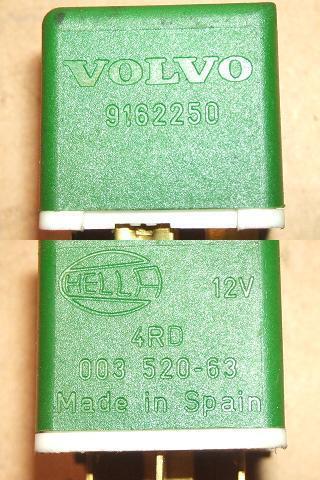 VOLVO
9162250
HELLA
12V
4RD
003 520-63
Made in Spain